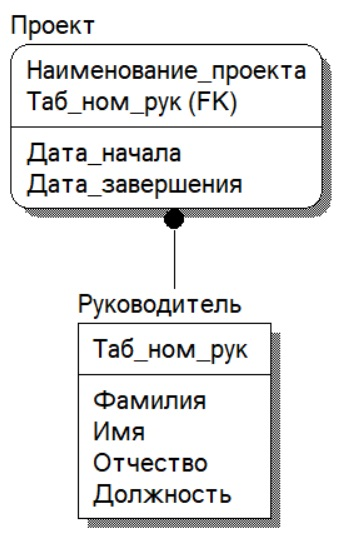 Проект
Наименование_проекта
Таб_ном_рук (FK)
Дата_начала
Дата_завершения
Руководитель
Таб_ном_рук
Фамилия
Имя
Отчество
Должность